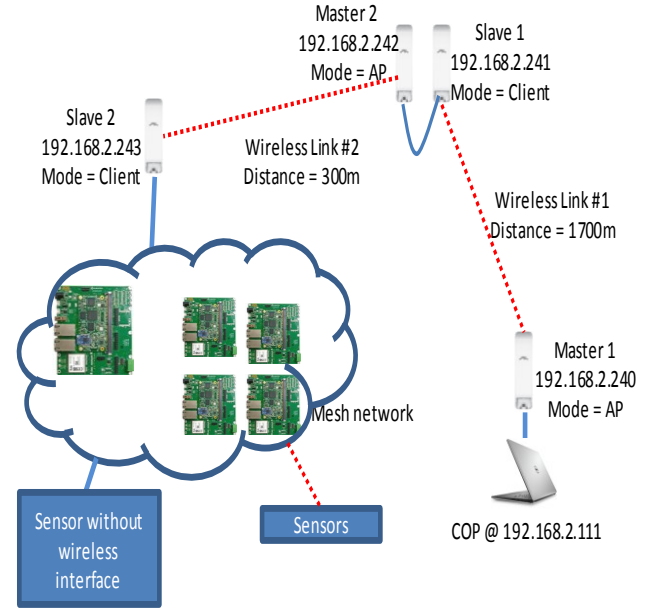 Master 2
192.168.2.242
Mode = AP
Slave 1
192.168.2.241
Mode = Client
Slave 2
192.168.2.243
Mode = Client
Wireless Link #2
Distance = 300m
Wireless Link #1
Distance = 1700m
Master 1
192.168.2.240
Mode = AP
Mesh network
Sensor without
wireless
interface
Sensors
COP @ 192.168.2.111